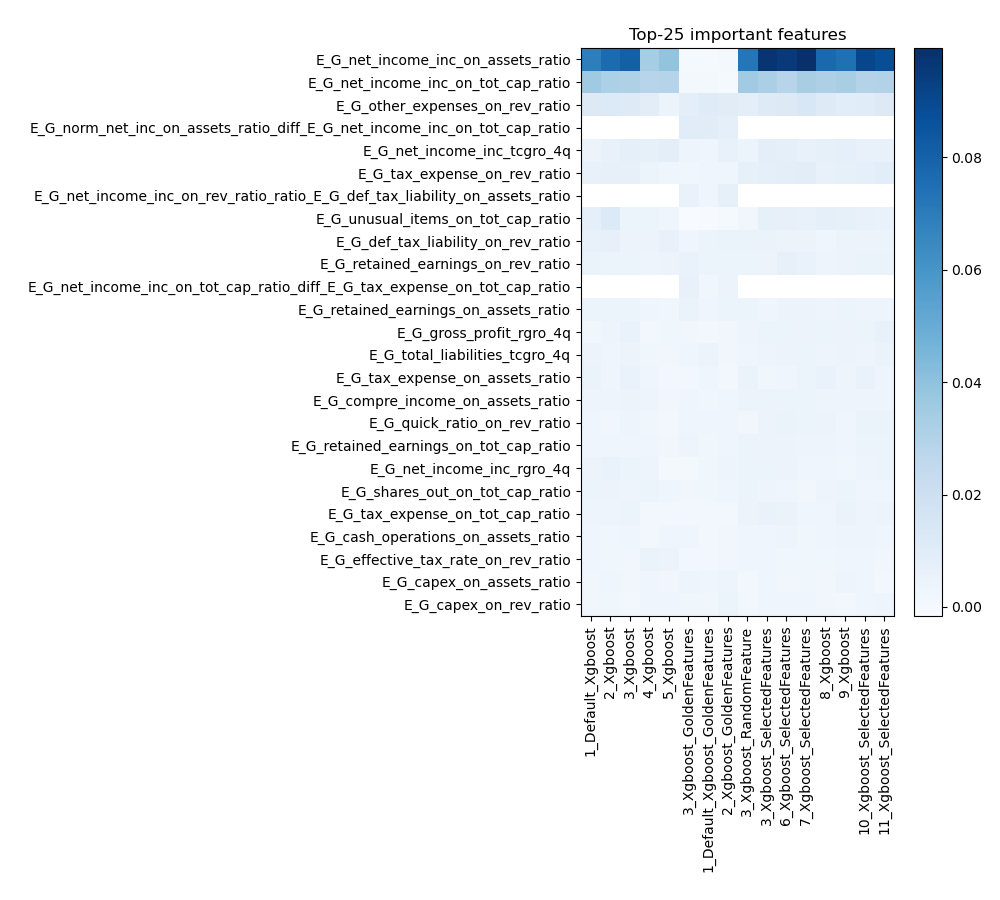 Top-25 important features
E_G_net_income_inc_on_assets_ratio
E_G_net_income_inc_on_tot_cap_ratio
E_G_other_expenses_on_rev_ratio
E_G_norm_net_inc_on_assets_ratio_diff_E_G_net_income_inc_on_tot_cap_ratio
E_G_net_income_inc_tcgro_4q
E_G_tax_expense_on_rev_ratio
E_G_net_income_inc_on_rev_ratio_ratio_E_G_def_tax_liability_on_assets_ratio
E_G_unusual_items_on_tot_cap_ratio
E_G_def_tax_liability_on_rev_ratio
E_G_retained_earnings_on_rev_ratio
E_G_net_income_inc_on_tot_cap_ratio_diff_E_G_tax_expense_on_tot_cap_ratio
E_G_retained_earnings_on_assets_ratio
E_G_gross_profit_rgro_4q
E_G_total_liabilities_tcgro_4q
E_G_tax_expense_on_assets_ratio
E_G_compre_income_on_assets_ratio
E_G_quick_ratio_on_rev_ratio
E_G_retained_earnings_on_tot_cap_ratio
E_G_net_income_inc_rgro_4q
E_G_shares_out_on_tot_cap_ratio
E_G_tax_expense_on_tot_cap_ratio
E_G_cash_operations_on_assets_ratio
E_G_effective_tax_rate_on_rev_ratio
E_G_capex_on_assets_ratio
E_G_capex_on_rev_ratio
1_Default_Xgboost
2_Xgboost
3_Xgboost
4_Xgboost
5_Xgboost
3_Xgboost_GoldenFeatures
1_Default_Xgboost_GoldenFeatures
2_Xgboost_GoldenFeatures
3_Xgboost_RandomFeature
3_Xgboost_SelectedFeatures
6_Xgboost_SelectedFeatures
7_Xgboost_SelectedFeatures
8_Xgboost
9_Xgboost
10_Xgboost_SelectedFeatures
11_Xgboost_SelectedFeatures
0.08
0.06
0.04
0.02
0.00